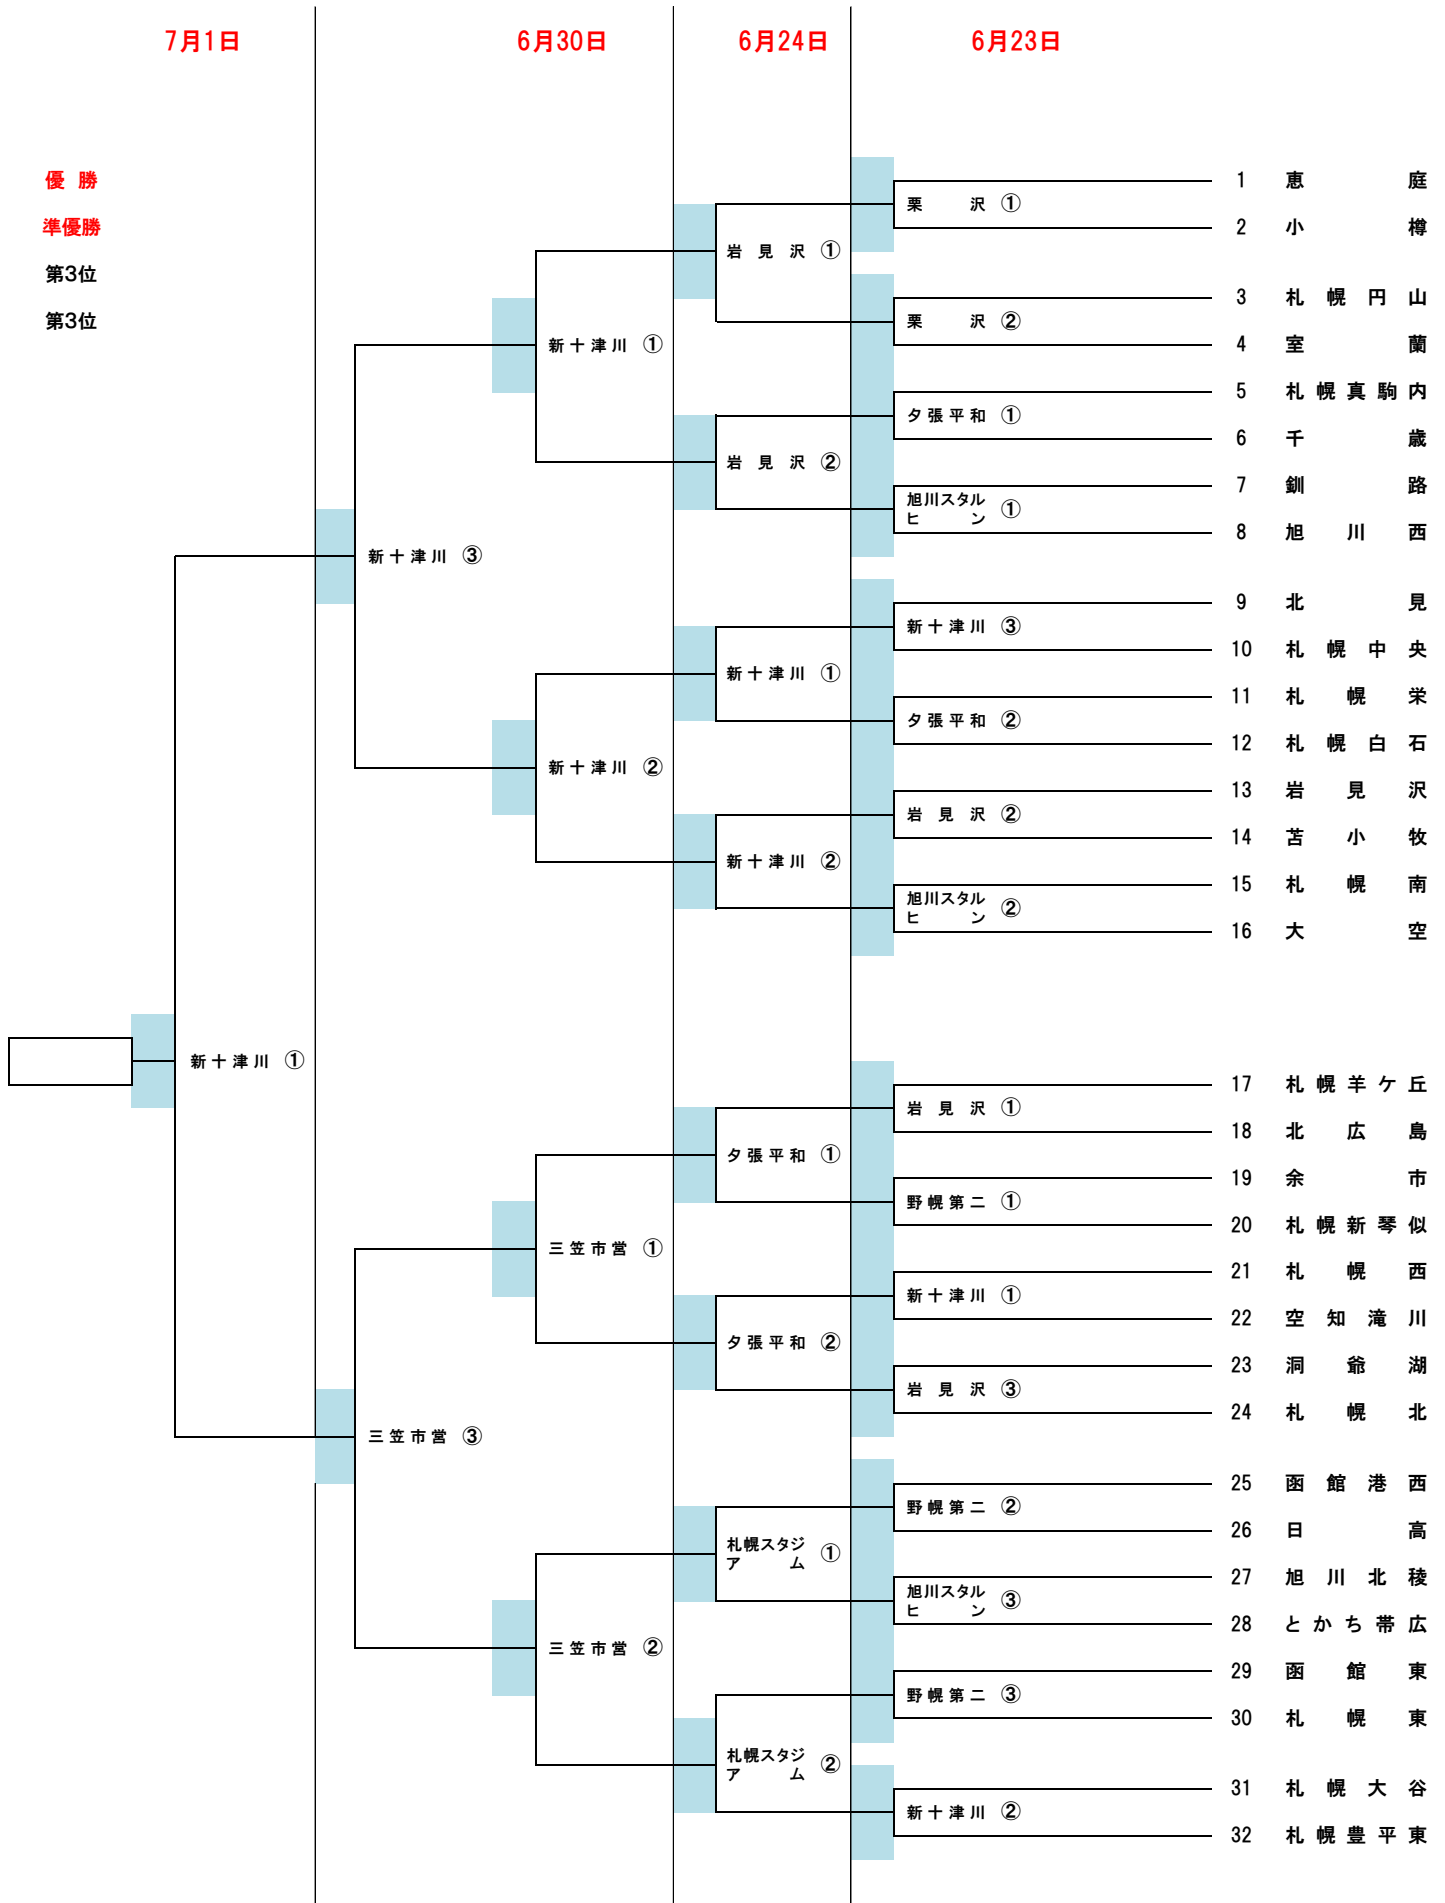 7月1日 6月30日 6月24日 6月23日
優勝
準優勝
第3位
第3位
1 恵庭
栗沢 ①
2 小樽
岩見沢 ①
3 札幌円山
栗沢 ②
4 室蘭
新十津川 ①
5 札幌真駒内
夕張平和 ①
6 千歳
岩見沢 ②
7 釧路
旭川スタル
ヒン ①
8 旭川西
新十津川 ③
9 北見
新十津川 ③
10 札幌中央
新十津川 ①
11 札幌栄
夕張平和 ②
12 札幌白石
新十津川 ②
13 岩見沢
岩見沢 ②
14 苫小牧
新十津川 ②
15 札幌南
旭川スタル
ヒン ②
16 大空
新十津川 ①
17 札幌羊ケ丘
岩見沢 ①
18 北広島
夕張平和 ①
19 余市
野幌第二 ①
20 札幌新琴似
三笠市営 ①
21 札幌西
新十津川 ①
22 空知滝川
夕張平和 ②
23 洞爺湖
岩見沢 ③
24 札幌北
三笠市営 ③
25 函館港西
野幌第二 ②
26 日高
札幌スタジ
アム ①
27 旭川北稜
旭川スタル
ヒン ③
28 とかち帯広
三笠市営 ②
29 函館東
野幌第二 ③
30 札幌東
札幌スタジ
アム ②
31 札幌大谷
新十津川 ②
32 札幌豊平東